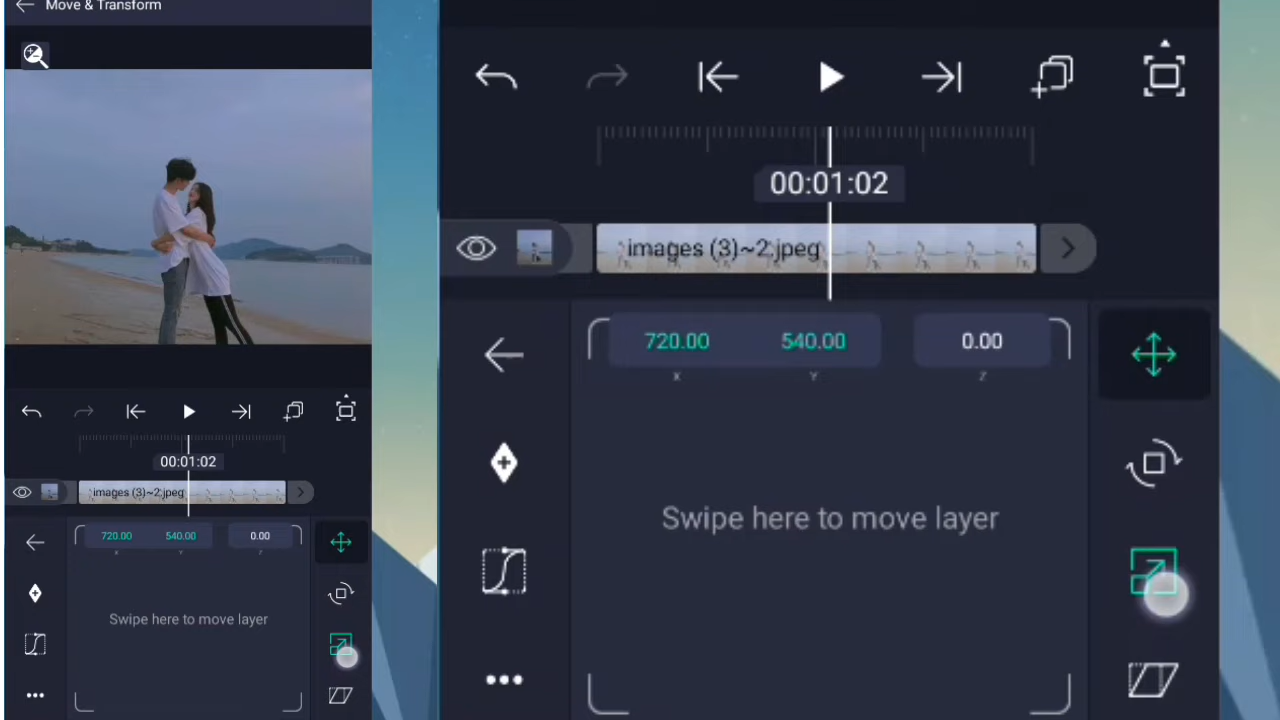 Move & Transform
00:01:02
images (3)~2.jpeg
720.00 540.00 0.00
X Y Z
Swipe here to move layer
00:01:02
images (3)~2.jpeg
720.00 540.00 0.00
X Y Z
Swipe here to move layer